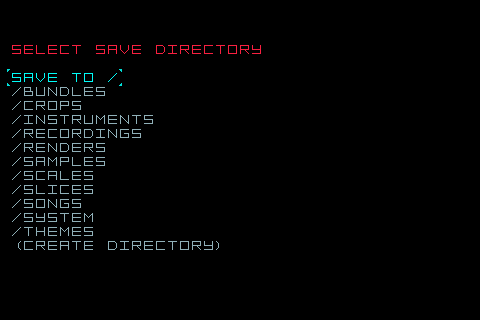 SELECT SAVE DIRECTORY
SAVE TO /
/BUNDLES
/CROPS
/INSTRUMENTS
/RECORDINGS
/RENDERS
/SAMPLES
/SCALES
/SLICES
/SONGS
/SYSTEM
/THEMES
(CREATE DIRECTORY)